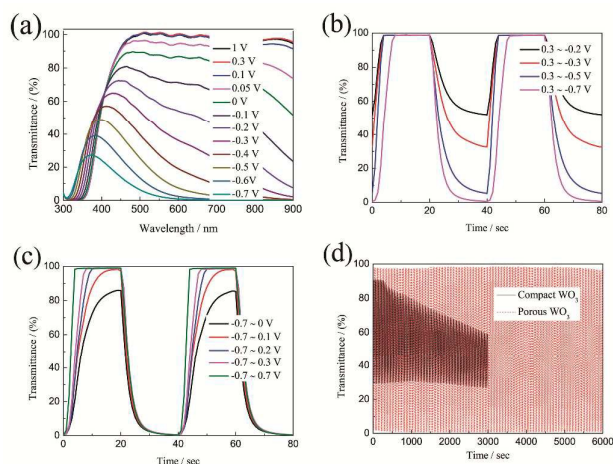 (a)
100
80
60
40
20
0
Transmittance / (%)
1 V
0.3 V
0.1 V
0.05 V
0 V
-0.1 V
-0.2 V
-0.3 V
-0.4 V
-0.5 V
-0.6V
-0.7 V
300 400 500 600 700 800 900
Wavelength / nm
(b)
100
80
60
40
20
0
Transmittance / (%)
0.3 ~ -0.2 V
0.3 ~ -0.3 V
0.3 ~ -0.5 V
0.3 ~ -0.7 V
0 20 40 60 80
Time / sec
(c)
100
80
60
40
20
0
Transmittance / (%)
-0.7 ~ 0 V
-0.7 ~ 0.1 V
-0.7 ~ 0.2 V
-0.7 ~ 0.3 V
-0.7 ~ 0.7 V
0 20 40 60 80
Time / sec
(d)
100
80
60
40
20
0
Transmittance / (%)
Compact WO3
Porous WO3
0 1000 2000 3000 4000 5000 6000
Time / sec